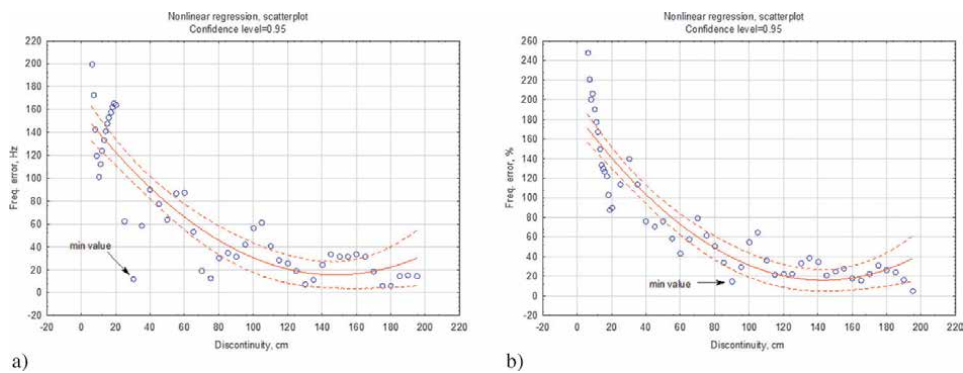 Nonlinear regression, scatterplot
Confidence level=0.95
220
200
180
160
140
120
100
80
60
40
20
0
-20
Freq. error, Hz
min value
-20 0 20 40 60 80 100 120 140 160 180 200 220
Discontinuity, cm
a)
Nonlinear regression, scatterplot
Confidence level=0.95
260
240
220
200
180
160
140
120
100
80
60
40
20
0
-20
Freq. error, %
min value
-20 0 20 40 60 80 100 120 140 160 180 200 220
Discontinuity, cm
b)